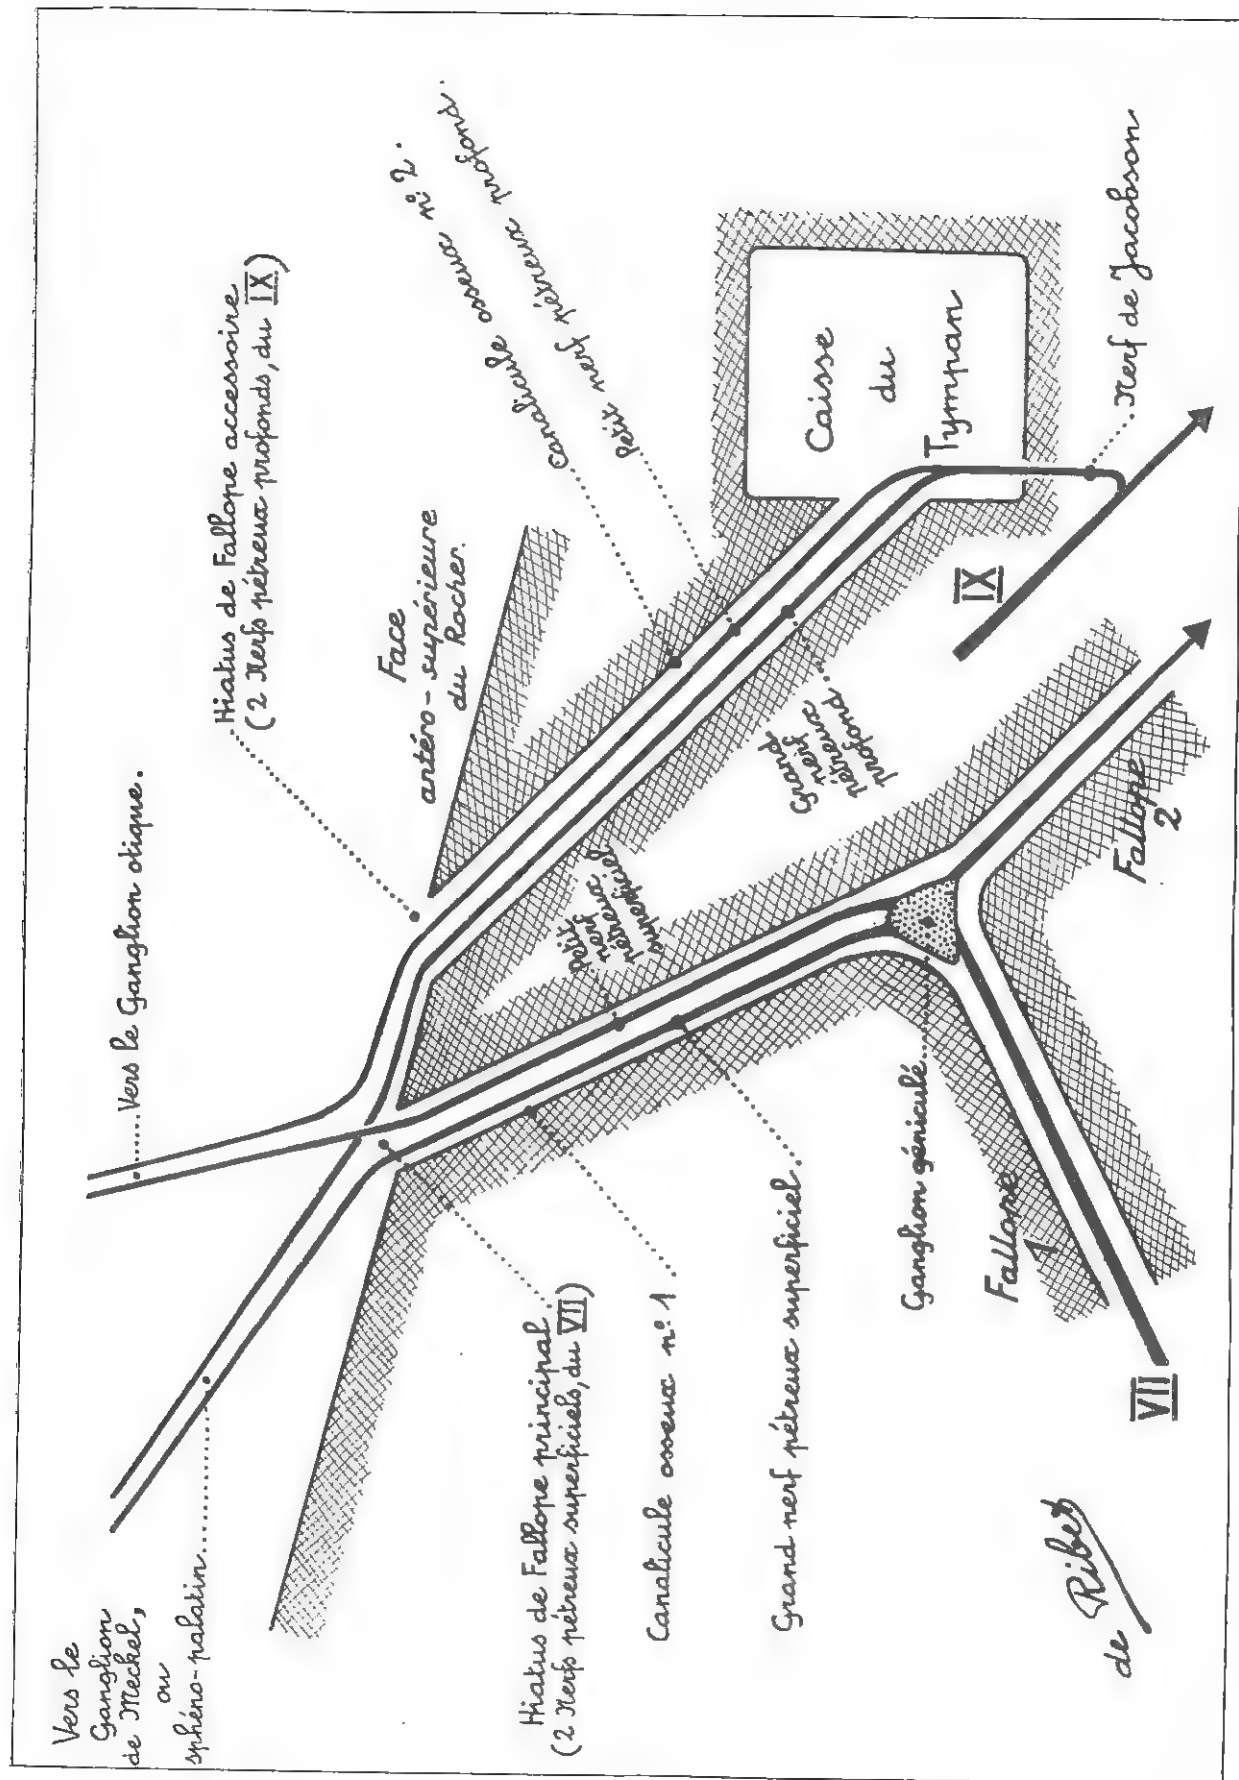 Vers le
Ganglion
de Meckel,
ou
sphéno-palatin
Vers le Ganglion otique.
Hiatus de Fallope accessoire
(2 Nerfs pétreux profonds, du IX)
Face
antéro-supérieure
du Rocher.
canalicule osseux n° 2.
Petit nerf pétreux profond.
Hiatus de Fallope principal
(2 Nerfs pétreux superficiels, du VII)
Canalicule osseux n° 1
Grand nerf pétreux superficiel.
Petit
nerf
pétreux
superficiel
Grand
nerf
pétreux
profond
Caisse
du
Tympan
Nerf de Jacobson
IX
Ganglion géniculé
Fallope
1
Fallope
2
VII
de Ribet